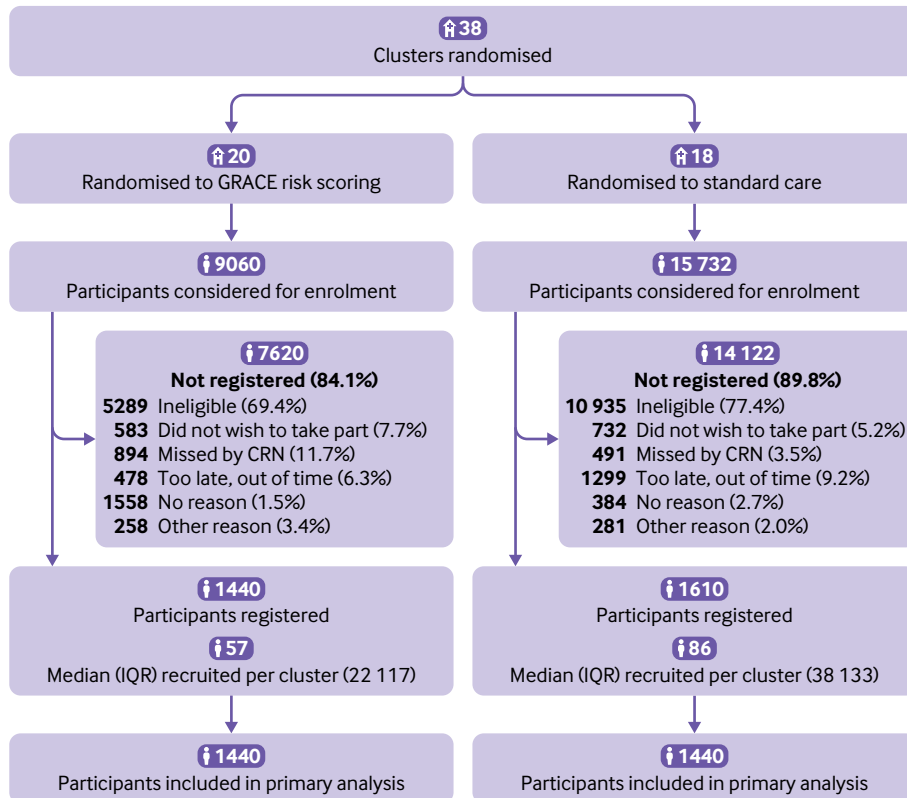 38
Clusters randomised
20
Randomised to GRACE risk scoring
18
Randomised to standard care
9060
Participants considered for enrolment
15 732
Participants considered for enrolment
7620
Not registered (84.1%)
5289 Ineligible (69.4%)
583 Did not wish to take part (7.7%)
894 Missed by CRN (11.7%)
478 Too late, out of time (6.3%)
1558 No reason (1.5%)
258 Other reason (3.4%)
14 122
Not registered (89.8%)
10 935 Ineligible (77.4%)
732 Did not wish to take part (5.2%)
491 Missed by CRN (3.5%)
1299 Too late, out of time (9.2%)
384 No reason (2.7%)
281 Other reason (2.0%)
1440
Participants registered
57
Median (IQR) recruited per cluster (22 117)
1610
Participants registered
86
Median (IQR) recruited per cluster (38 133)
1440
Participants included in primary analysis
1440
Participants included in primary analysis